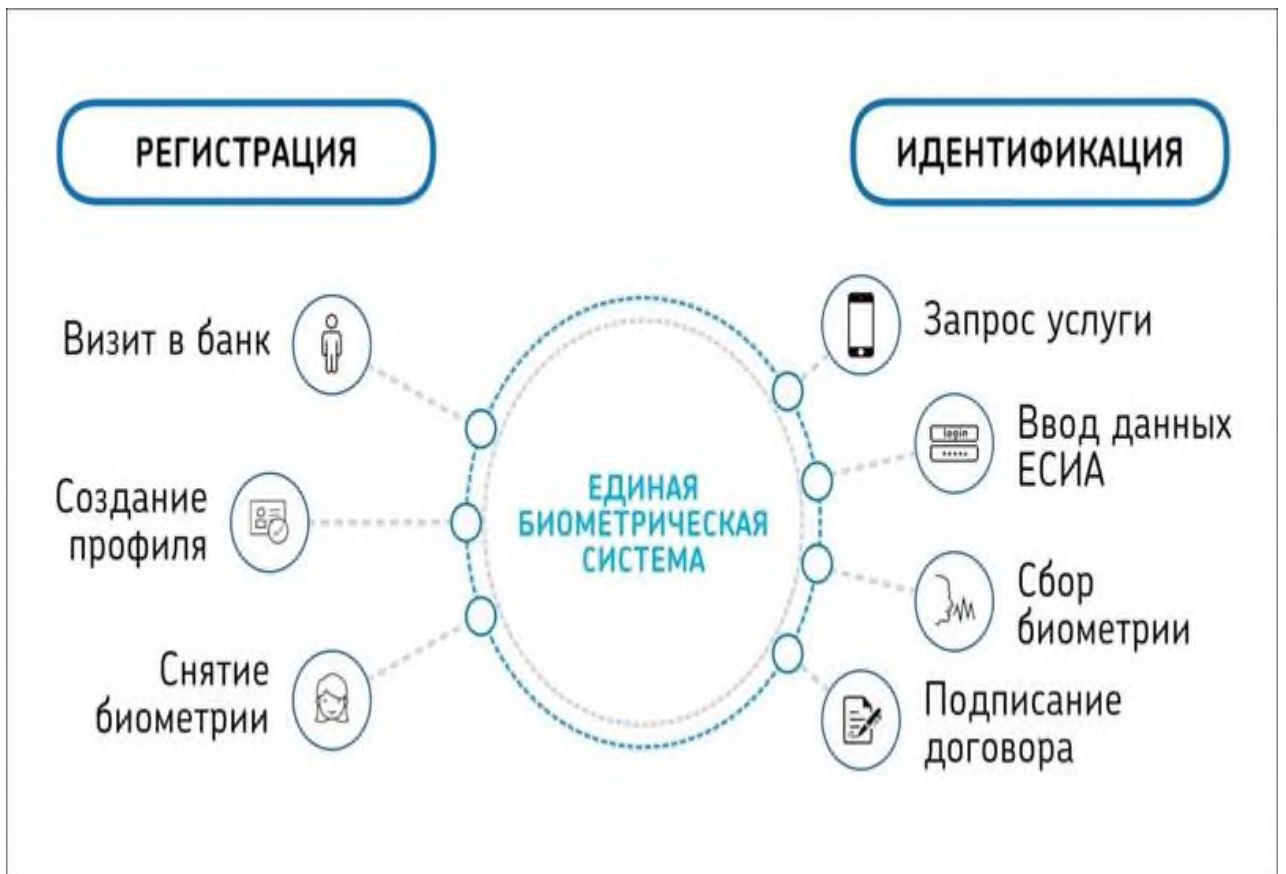 РЕГИСТРАЦИЯ
Визит в банк
Создание
профиля
Снятие
биометрии
ЕДИНАЯ
БИОМЕТРИЧЕСКАЯ
СИСТЕМА
ИДЕНТИФИКАЦИЯ
Запрос услуги
login
Ввод данных
ЕСИА
Сбор
биометрии
Подписание
договора